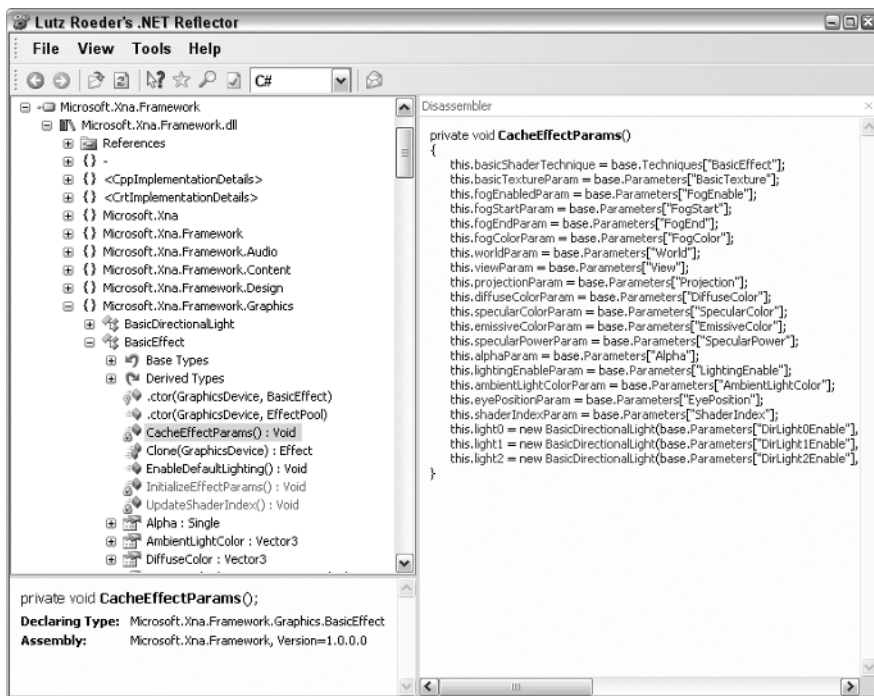 Lutz Roeder's .NET Reflector
File View Tools Help
C#
Microsoft.Xna.Framework
Microsoft.Xna.Framework.dll
References
{} -
{} <CppImplementationDetails>
{} <CrtImplementationDetails>
{} Microsoft.Xna
{} Microsoft.Xna.Framework
{} Microsoft.Xna.Framework.Audio
{} Microsoft.Xna.Framework.Content
{} Microsoft.Xna.Framework.Design
{} Microsoft.Xna.Framework.Graphics
BasicDirectionalLight
BasicEffect
Base Types
Derived Types
.ctor(GraphicsDevice, BasicEffect)
.ctor(GraphicsDevice, EffectPool)
CacheEffectParams() : Void
Clone(GraphicsDevice) : Effect
EnableDefaultLighting() : Void
InitializeEffectParams() : Void
UpdateShaderIndex() : Void
Alpha : Single
AmbientLightColor : Vector3
DiffuseColor : Vector3
private void CacheEffectParams();
Declaring Type: Microsoft.Xna.Framework.Graphics.BasicEffect
Assembly: Microsoft.Xna.Framework, Version=1.0.0.0
Disassembler
private void CacheEffectParams()
{
this.basicShaderTechnique = base.Techniques["BasicEffect"];
this.basicTextureParam = base.Parameters["BasicTexture"];
this.fogEnabledParam = base.Parameters["FogEnable"];
this.fogStartParam = base.Parameters["FogStart"];
this.fogEndParam = base.Parameters["FogEnd"];
this.fogColorParam = base.Parameters["FogColor"];
this.worldParam = base.Parameters["World"];
this.viewParam = base.Parameters["View"];
this.projectionParam = base.Parameters["Projection"];
this.diffuseColorParam = base.Parameters["DiffuseColor"];
this.specularColorParam = base.Parameters["SpecularColor"];
this.emissiveColorParam = base.Parameters["EmissiveColor"];
this.specularPowerParam = base.Parameters["SpecularPower"];
this.alphaParam = base.Parameters["Alpha"];
this.lightingEnableParam = base.Parameters["LightingEnable"];
this.ambientLightColorParam = base.Parameters["AmbientLightColor"];
this.eyePositionParam = base.Parameters["EyePosition"];
this.shaderIndexParam = base.Parameters["ShaderIndex"];
this.light0 = new BasicDirectionalLight(base.Parameters["DirLight0Enable"],
this.light1 = new BasicDirectionalLight(base.Parameters["DirLight1Enable"],
this.light2 = new BasicDirectionalLight(base.Parameters["DirLight2Enable"],
}